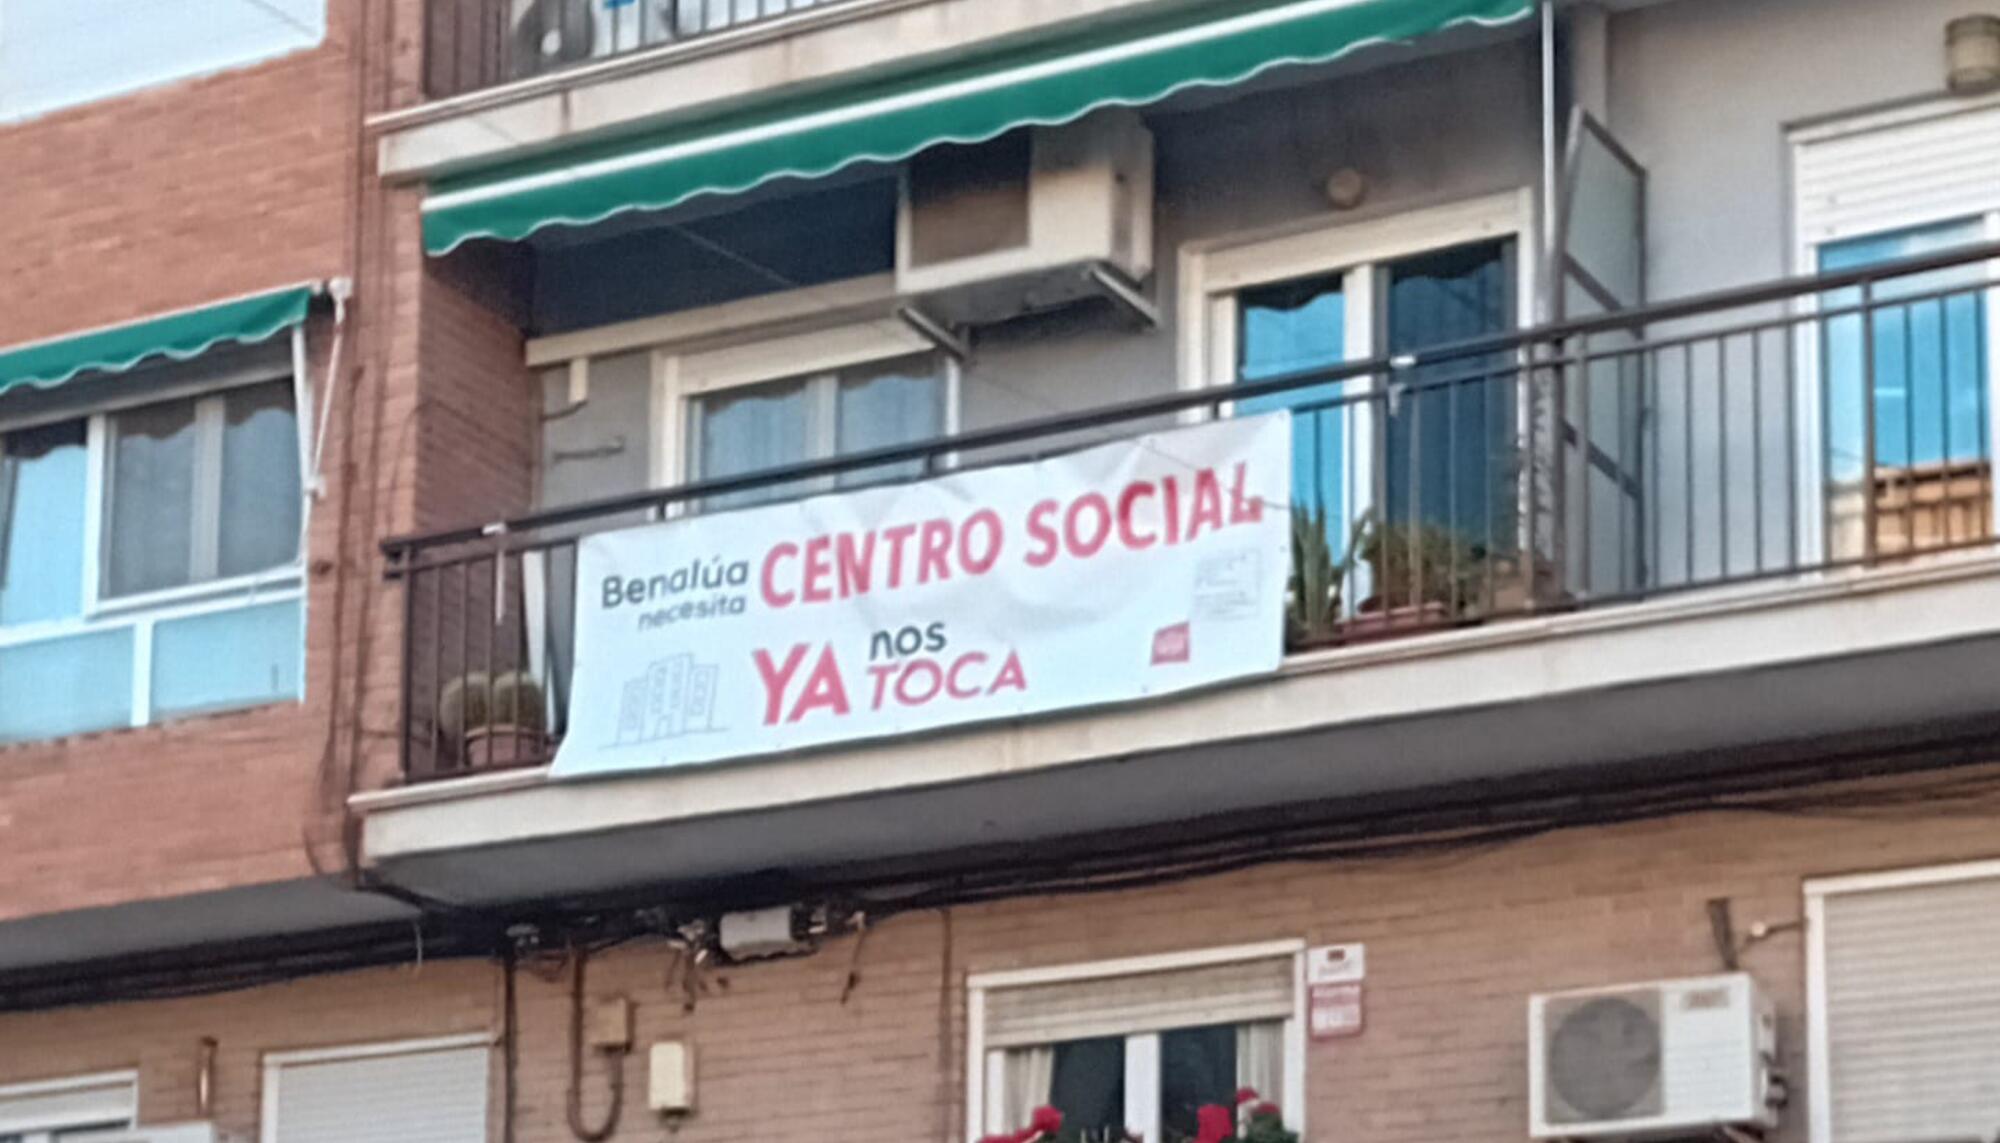 Benalúa
necesita
CENTRO SOCIAL
YA nos
TOCA